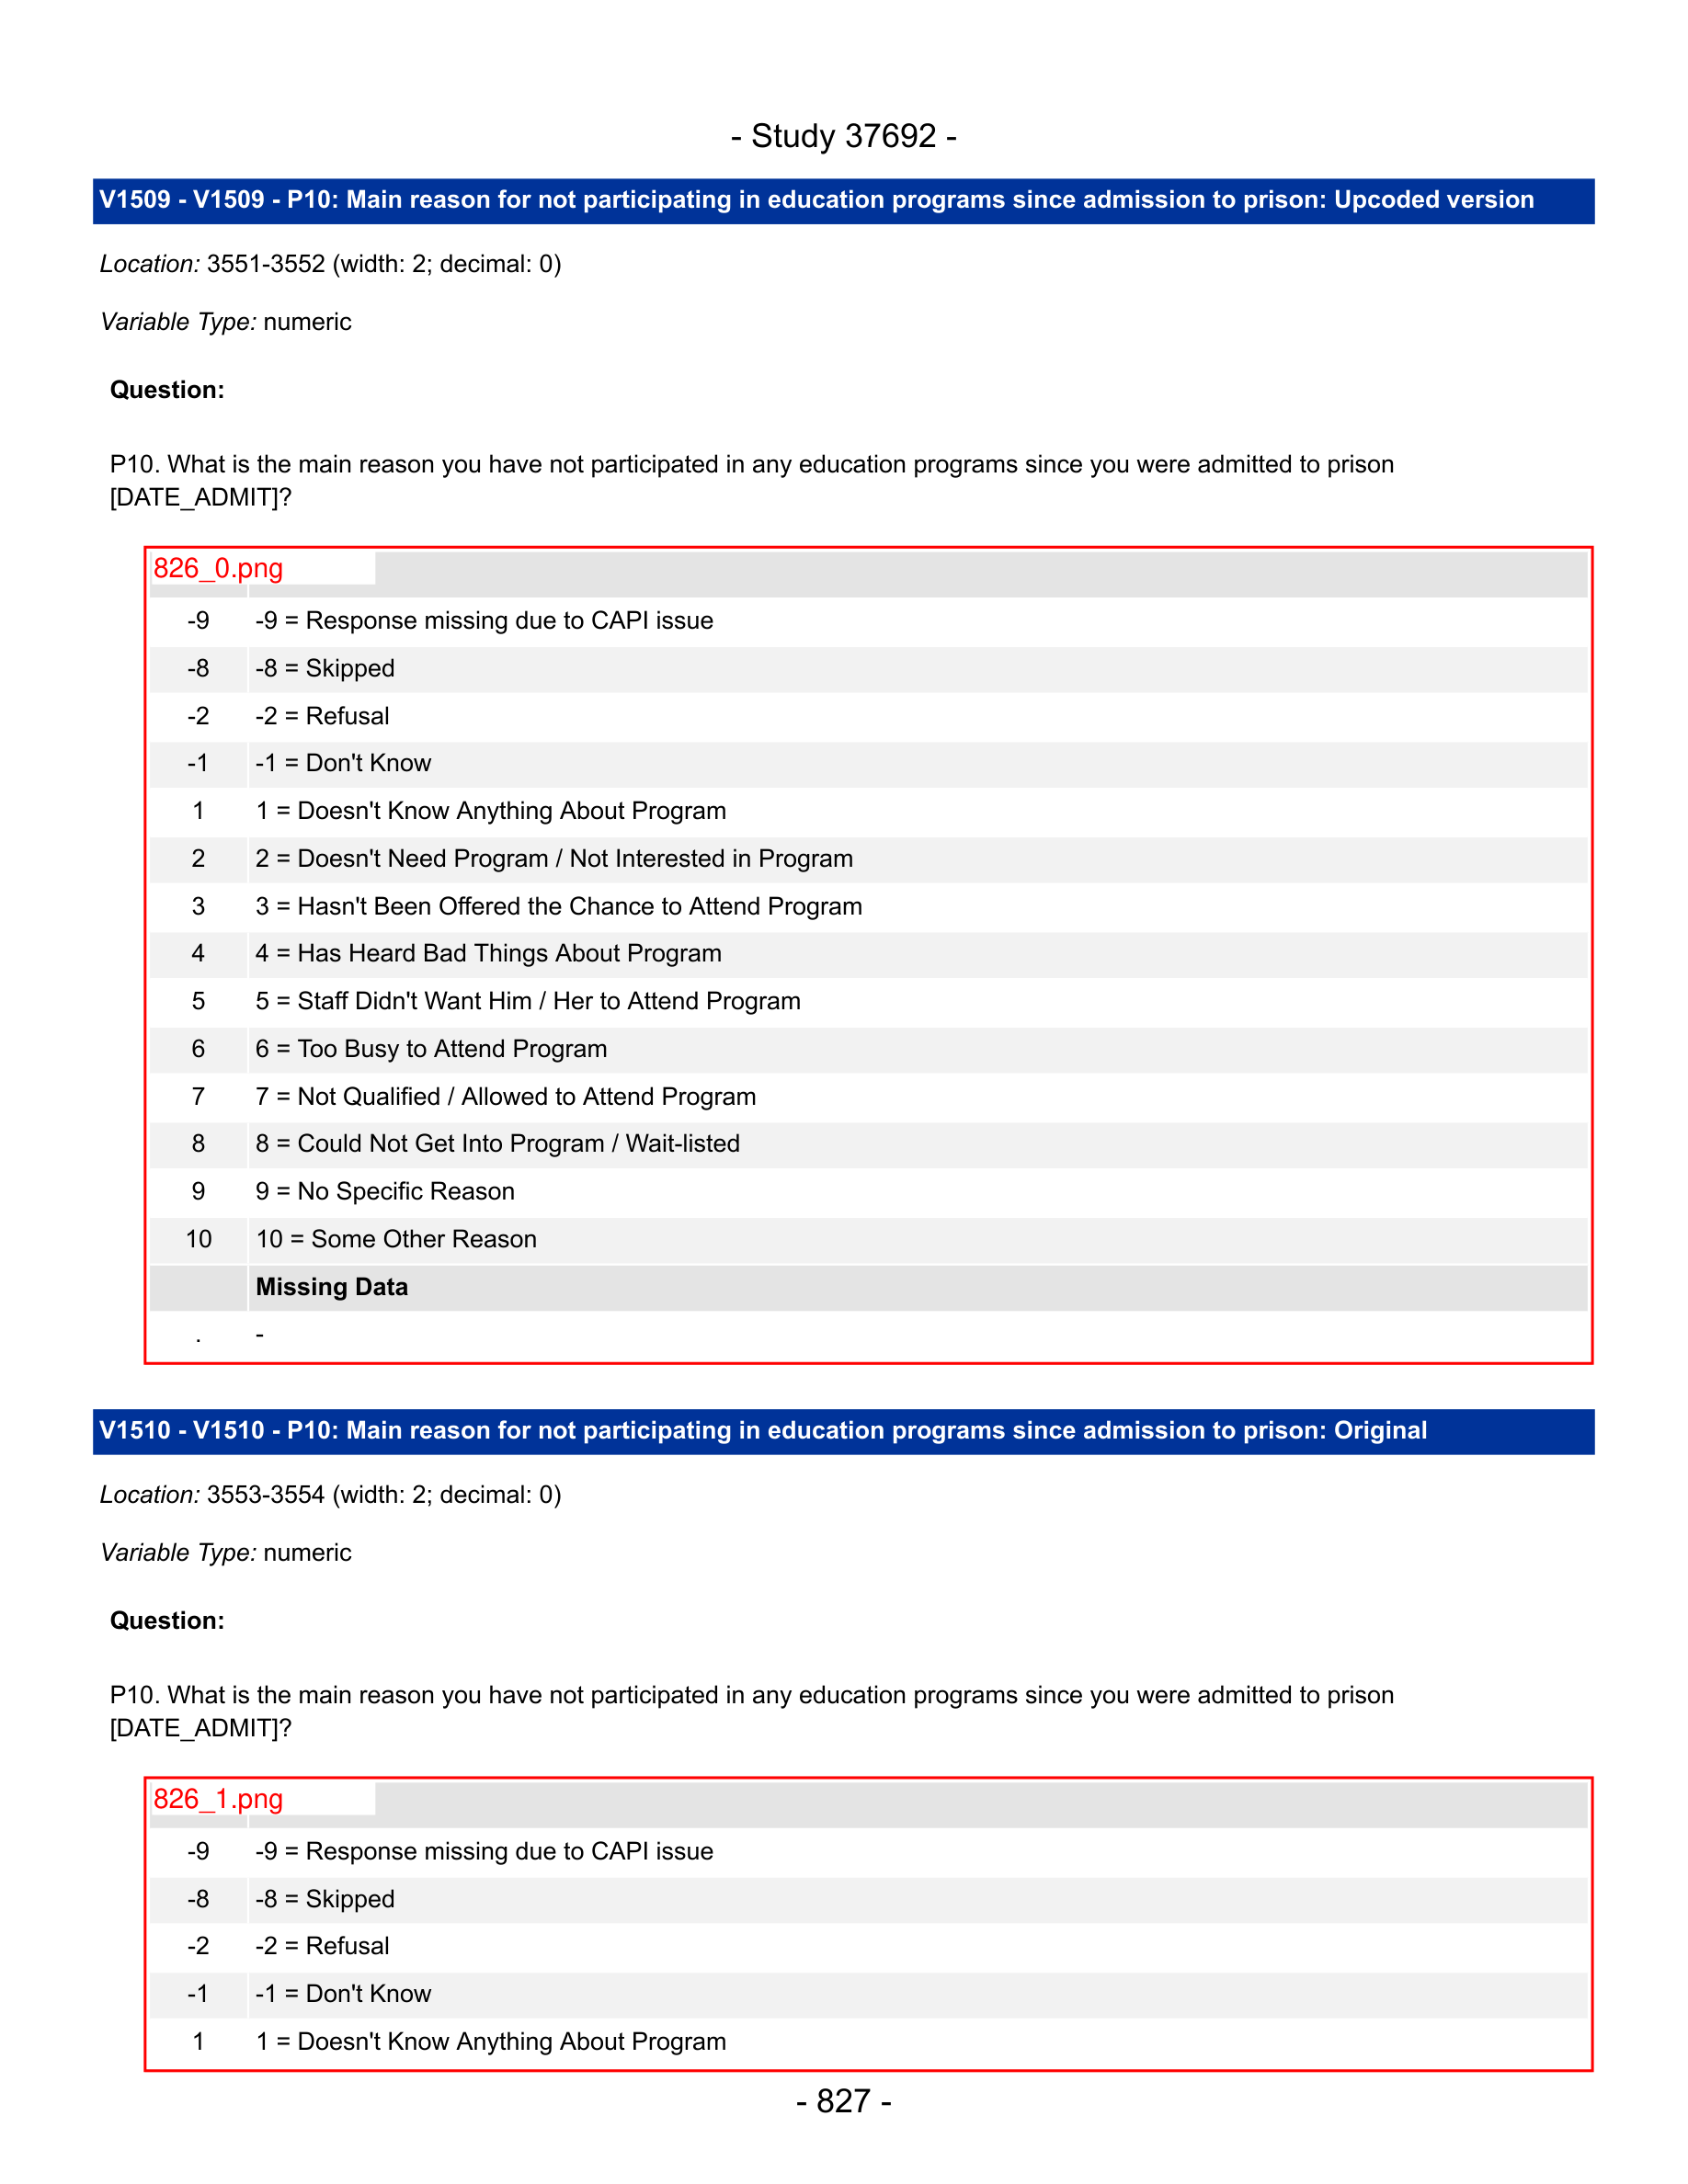 - Study 37692 -
V1509 - V1509 - P10: Main reason for not participating in education programs since admission to prison: Upcoded version
Location: 3551-3552 (width: 2; decimal: 0)
Variable Type: numeric
Question:
P10. What is the main reason you have not participated in any education programs since you were admitted to prison
[DATE_ADMIT]?
826_0.png
-9 -9 = Response missing due to CAPI issue
-8 -8 = Skipped
-2 -2 = Refusal
-1 -1 = Don't Know
1 1 = Doesn't Know Anything About Program
2 2 = Doesn't Need Program / Not Interested in Program
3 3 = Hasn't Been Offered the Chance to Attend Program
4 4 = Has Heard Bad Things About Program
5 5 = Staff Didn't Want Him / Her to Attend Program
6 6 = Too Busy to Attend Program
7 7 = Not Qualified / Allowed to Attend Program
8 8 = Could Not Get Into Program / Wait-listed
9 9 = No Specific Reason
10 10 = Some Other Reason
Missing Data
. -
V1510 - V1510 - P10: Main reason for not participating in education programs since admission to prison: Original
Location: 3553-3554 (width: 2; decimal: 0)
Variable Type: numeric
Question:
P10. What is the main reason you have not participated in any education programs since you were admitted to prison
[DATE_ADMIT]?
826_1.png
-9 -9 = Response missing due to CAPI issue
-8 -8 = Skipped
-2 -2 = Refusal
-1 -1 = Don't Know
1 1 = Doesn't Know Anything About Program
- 827 -